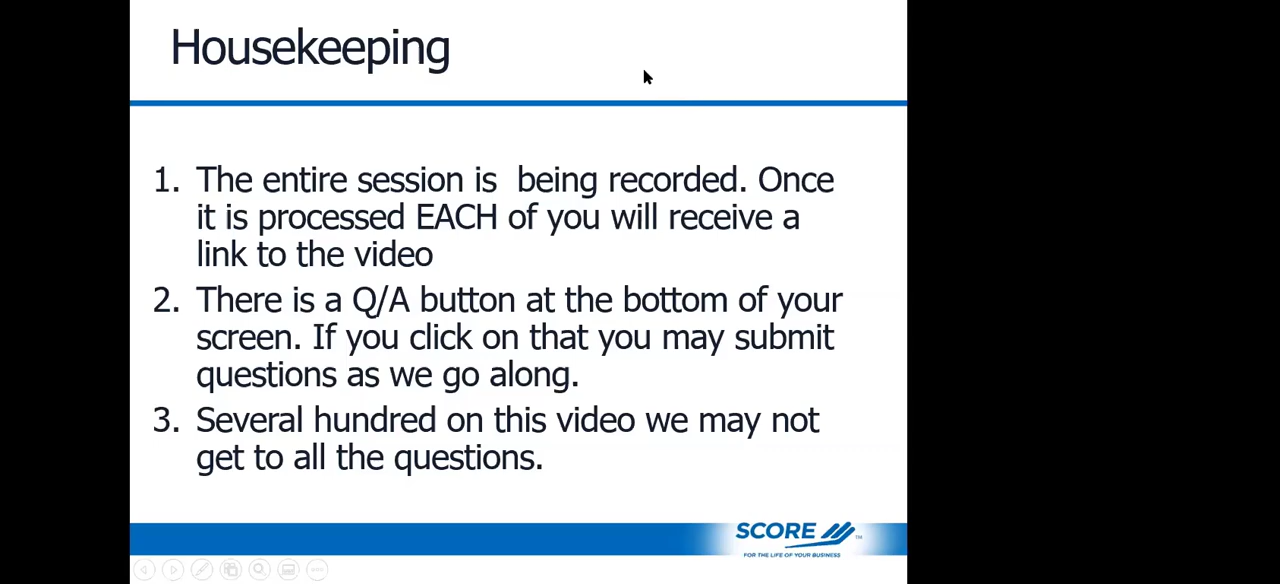 Housekeeping
1. The entire session is  being recorded. Once
it is processed EACH of you will receive a
link to the video
2. There is a Q/A button at the bottom of your
screen. If you click on that you may submit
questions as we go along.
3. Several hundred on this video we may not
get to all the questions.
SCORE ™
FOR THE LIFE OF YOUR BUSINESS